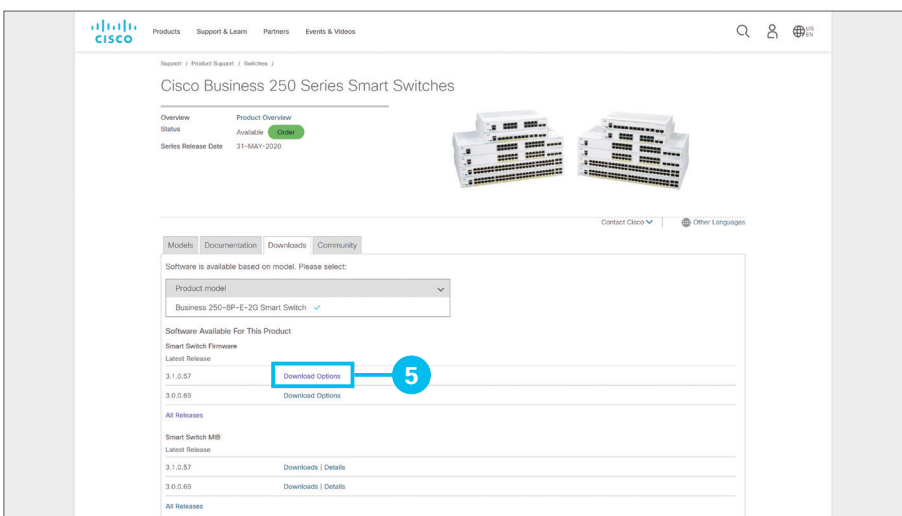 CISCO
Products Support & Learn Partners Events & Videos
US
EN
Support / Product Support / Switches /
Cisco Business 250 Series Smart Switches
Overview Product Overview
Status Available Order
Series Release Date 31-MAY-2020
Contact Cisco Other Languages
Models Documentation Downloads Community
Software is available based on model. Please select:
Product model
Business 250-8P-E-2G Smart Switch
Software Available For This Product
Smart Switch Firmware
Latest Release
3.1.0.57 Download Options 5
3.0.0.69 Download Options
All Releases
Smart Switch MIB
Latest Release
3.1.0.57 Downloads | Details
3.0.0.69 Downloads | Details
All Releases